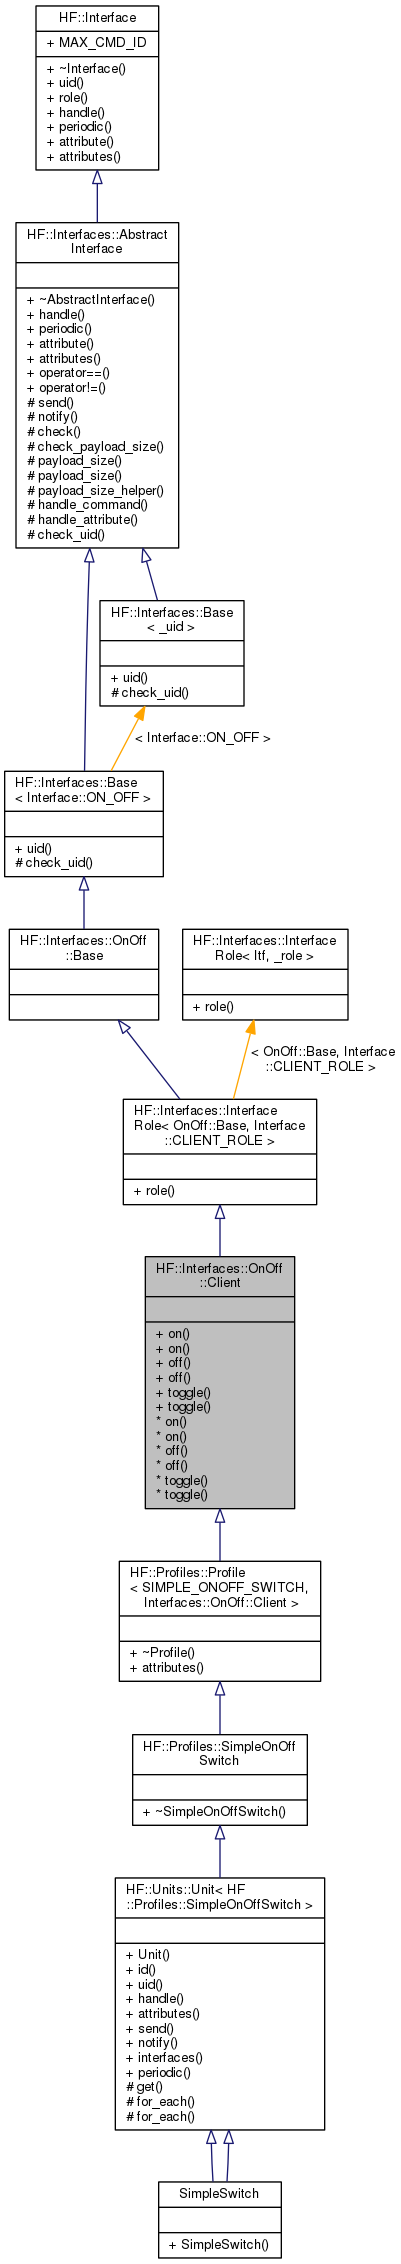 HF::Interface
+ MAX_CMD_ID
+ ~Interface()
+ uid()
+ role()
+ handle()
+ periodic()
+ attribute()
+ attributes()
HF::Interfaces::Abstract
Interface
+ ~AbstractInterface()
+ handle()
+ periodic()
+ attribute()
+ attributes()
+ operator==()
+ operator!=()
# send()
# notify()
# check()
# check_payload_size()
# payload_size()
# payload_size()
# payload_size_helper()
# handle_command()
# handle_attribute()
# check_uid()
HF::Interfaces::Base
< _uid >
+ uid()
# check_uid()
< Interface::ON_OFF >
HF::Interfaces::Base
< Interface::ON_OFF >
+ uid()
# check_uid()
HF::Interfaces::OnOff
::Base
HF::Interfaces::Interface
Role< Itf, _role >
+ role()
< OnOff::Base, Interface
::CLIENT_ROLE >
HF::Interfaces::Interface
Role< OnOff::Base, Interface
::CLIENT_ROLE >
+ role()
HF::Interfaces::OnOff
::Client
+ on()
+ on()
+ off()
+ off()
+ toggle()
+ toggle()
* on()
* on()
* off()
* off()
* toggle()
* toggle()
HF::Profiles::Profile
< SIMPLE_ONOFF_SWITCH,
Interfaces::OnOff::Client >
+ ~Profile()
+ attributes()
HF::Profiles::SimpleOnOff
Switch
+ ~SimpleOnOffSwitch()
HF::Units::Unit< HF
::Profiles::SimpleOnOffSwitch >
+ Unit()
+ id()
+ uid()
+ handle()
+ attributes()
+ send()
+ notify()
+ interfaces()
+ periodic()
# get()
# for_each()
# for_each()
SimpleSwitch
+ SimpleSwitch()